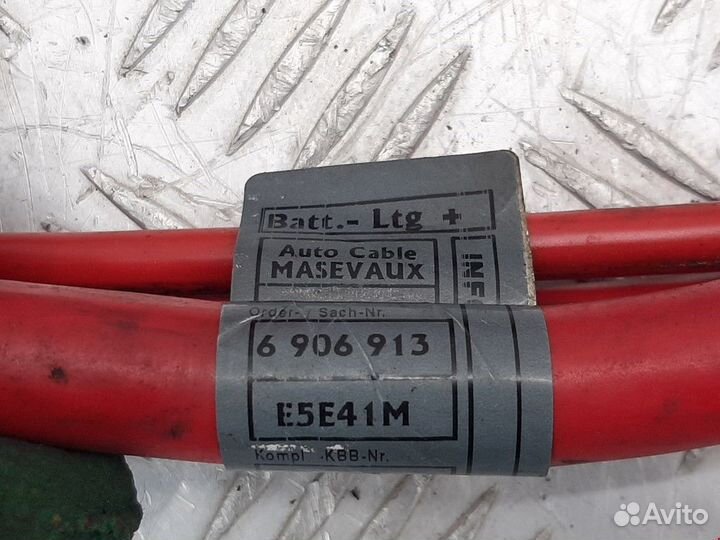 Batt.- Ltg +
Auto Cable
MASEVAUX
Order- / Sach-Nr.
6 906 913
E5E41M
Kompl -KBB-Nr.
Avito